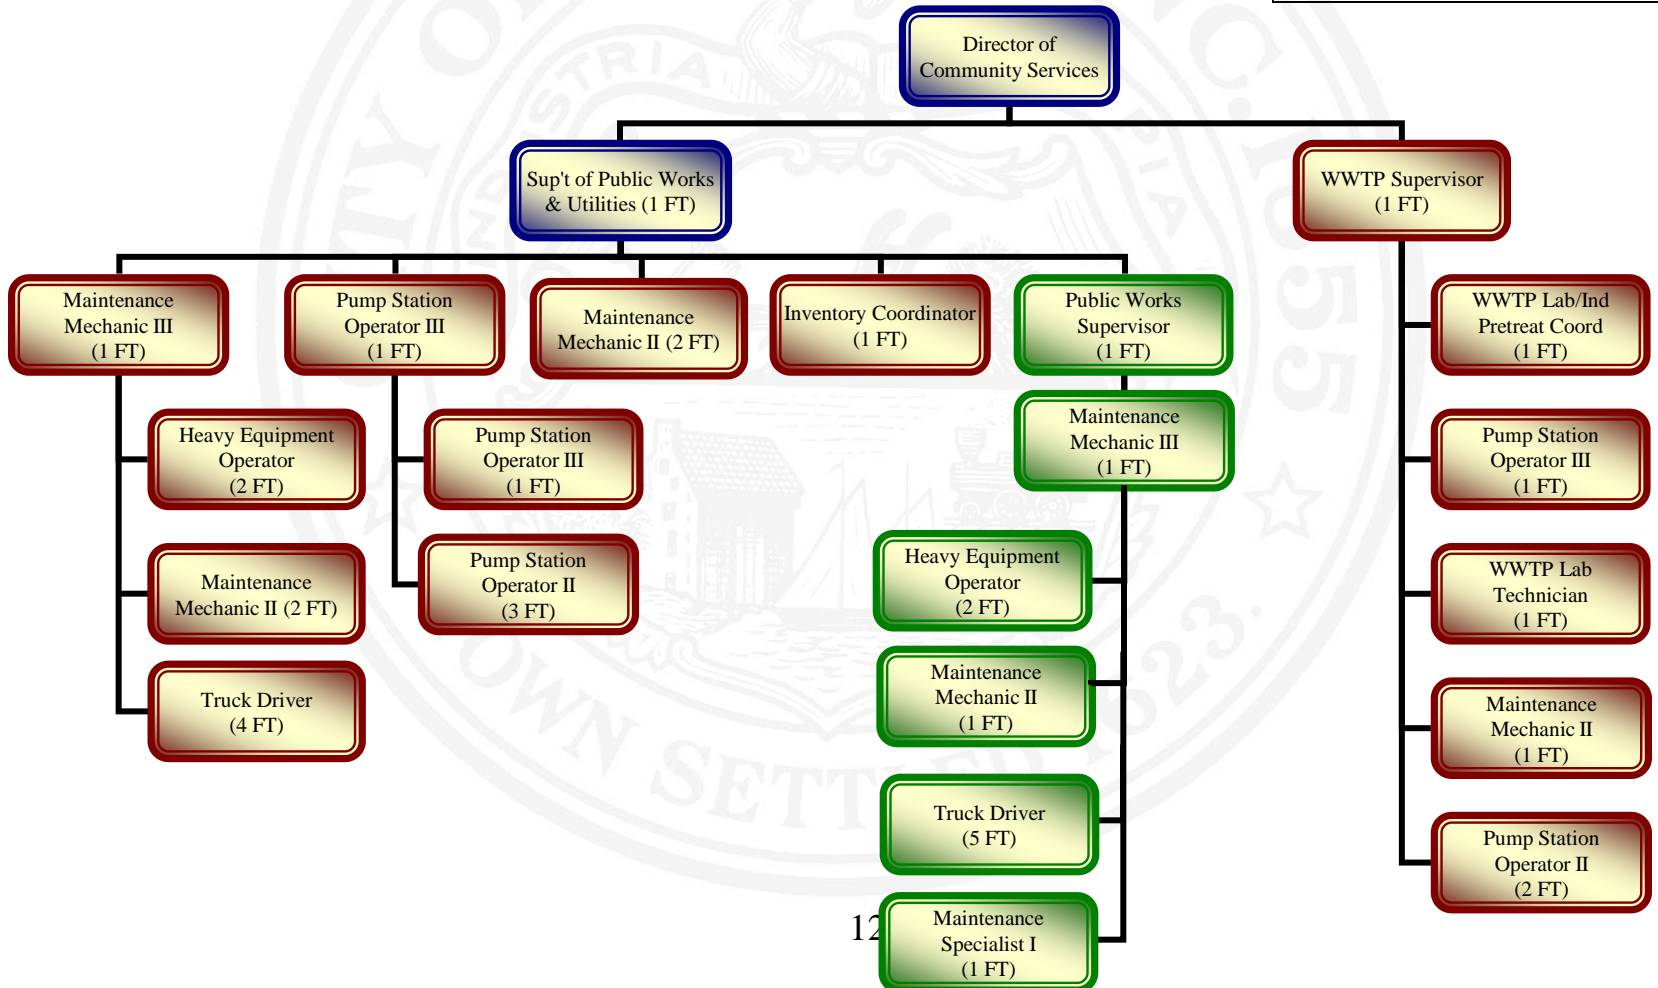 Director of
Community Services
Sup't of Public Works
& Utilities (1 FT)
WWTP Supervisor
(1 FT)
Maintenance
Mechanic III
(1 FT)
Pump Station
Operator III
(1 FT)
Maintenance
Mechanic II (2 FT)
Inventory Coordinator
(1 FT)
Public Works
Supervisor
(1 FT)
WWTP Lab/Ind
Pretreat Coord
(1 FT)
Heavy Equipment
Operator
(2 FT)
Pump Station
Operator III
(1 FT)
Maintenance
Mechanic III
(1 FT)
Pump Station
Operator III
(1 FT)
Maintenance
Mechanic II (2 FT)
Pump Station
Operator II
(3 FT)
Heavy Equipment
Operator
(2 FT)
WWTP Lab
Technician
(1 FT)
Truck Driver
(4 FT)
Maintenance
Mechanic II
(1 FT)
Maintenance
Mechanic II
(1 FT)
Truck Driver
(5 FT)
Pump Station
Operator II
(2 FT)
Maintenance
Specialist I
(1 FT)
OWN SETTLED 1623.